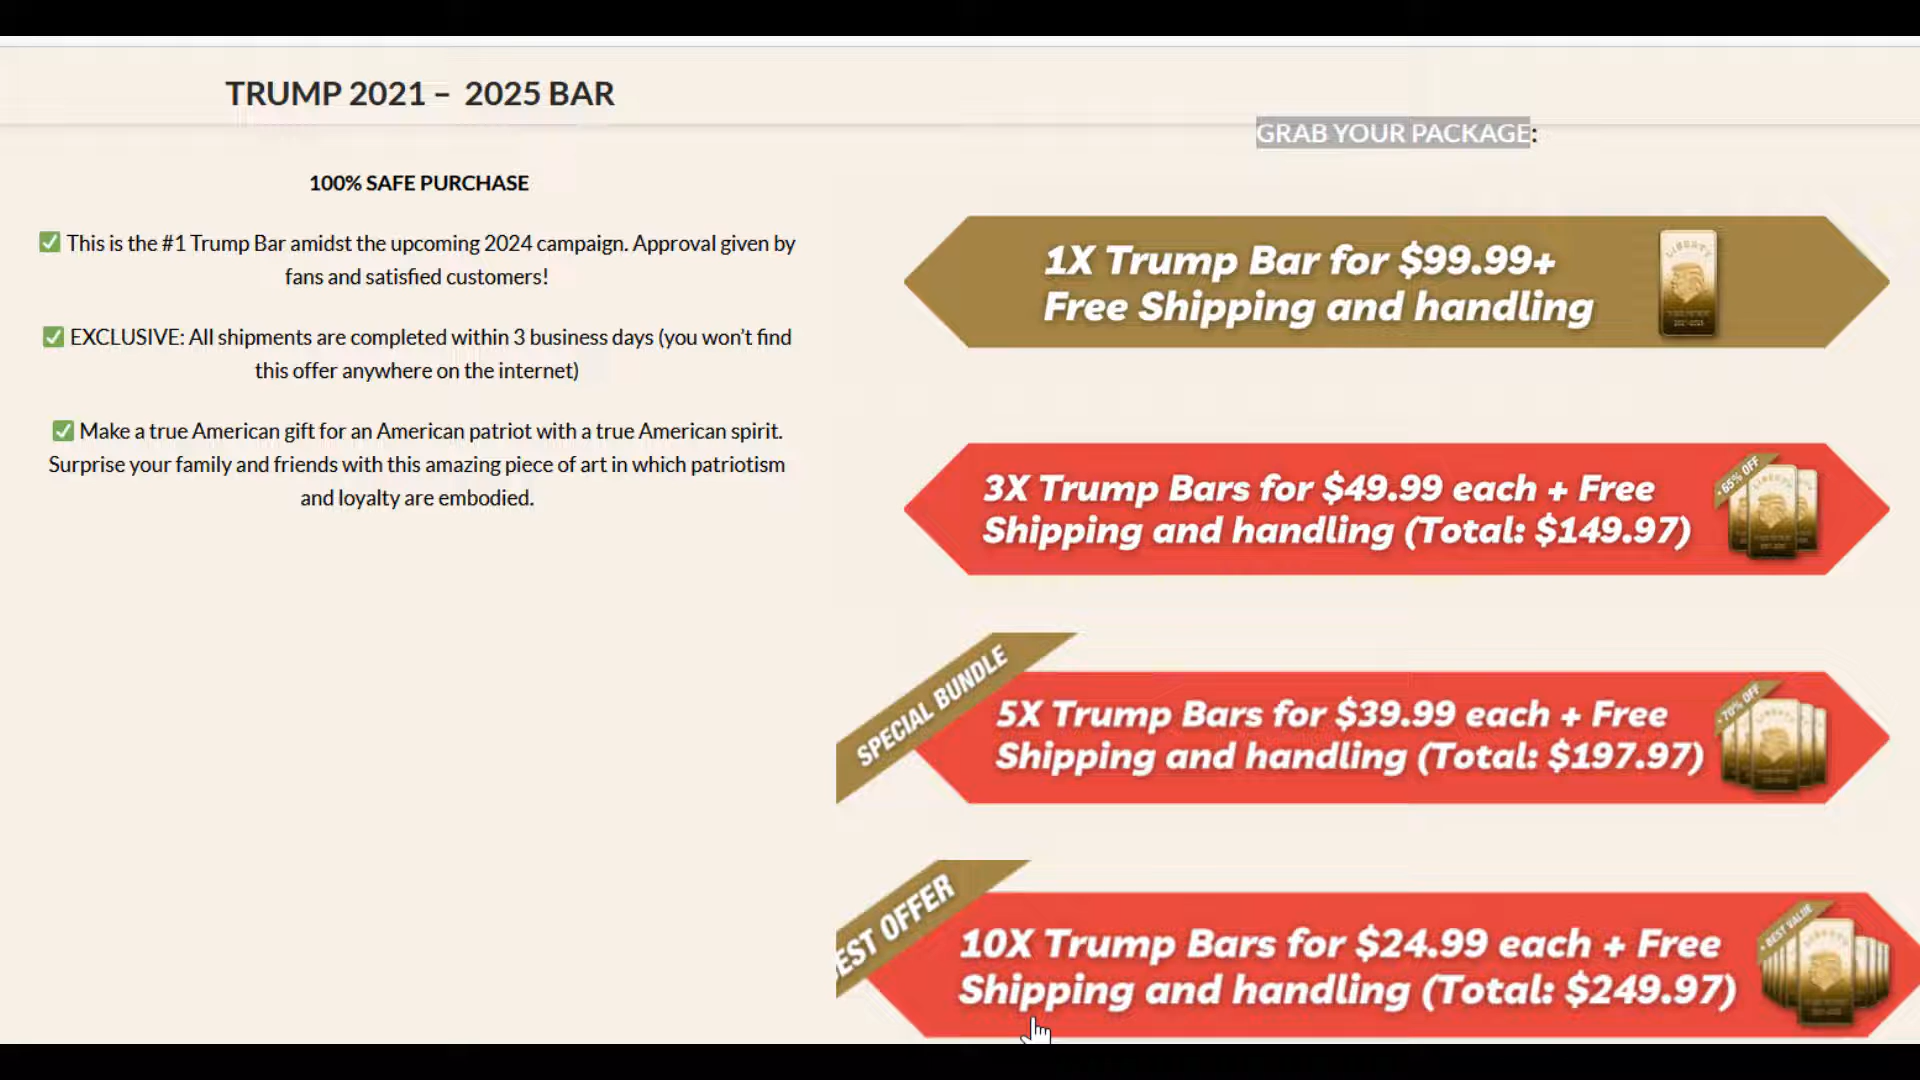 TRUMP 2021 – 2025 BAR
100% SAFE PURCHASE
✅ This is the #1 Trump Bar amidst the upcoming 2024 campaign. Approval given by
fans and satisfied customers!
✅ EXCLUSIVE: All shipments are completed within 3 business days (you won't find
this offer anywhere on the internet)
✅ Make a true American gift for an American patriot with a true American spirit.
Surprise your family and friends with this amazing piece of art in which patriotism
and loyalty are embodied.
GRAB YOUR PACKAGE:
1X Trump Bar for $99.99+
Free Shipping and handling
LIBERTY
3X Trump Bars for $49.99 each + Free
Shipping and handling (Total: $149.97)
• 65% OFF
LIBERTY
SPECIAL BUNDLE
5X Trump Bars for $39.99 each + Free
Shipping and handling (Total: $197.97)
• 70% OFF
LIBERTY
EST OFFER
10X Trump Bars for $24.99 each + Free
Shipping and handling (Total: $249.97)
• BEST VALUE
LIBERTY